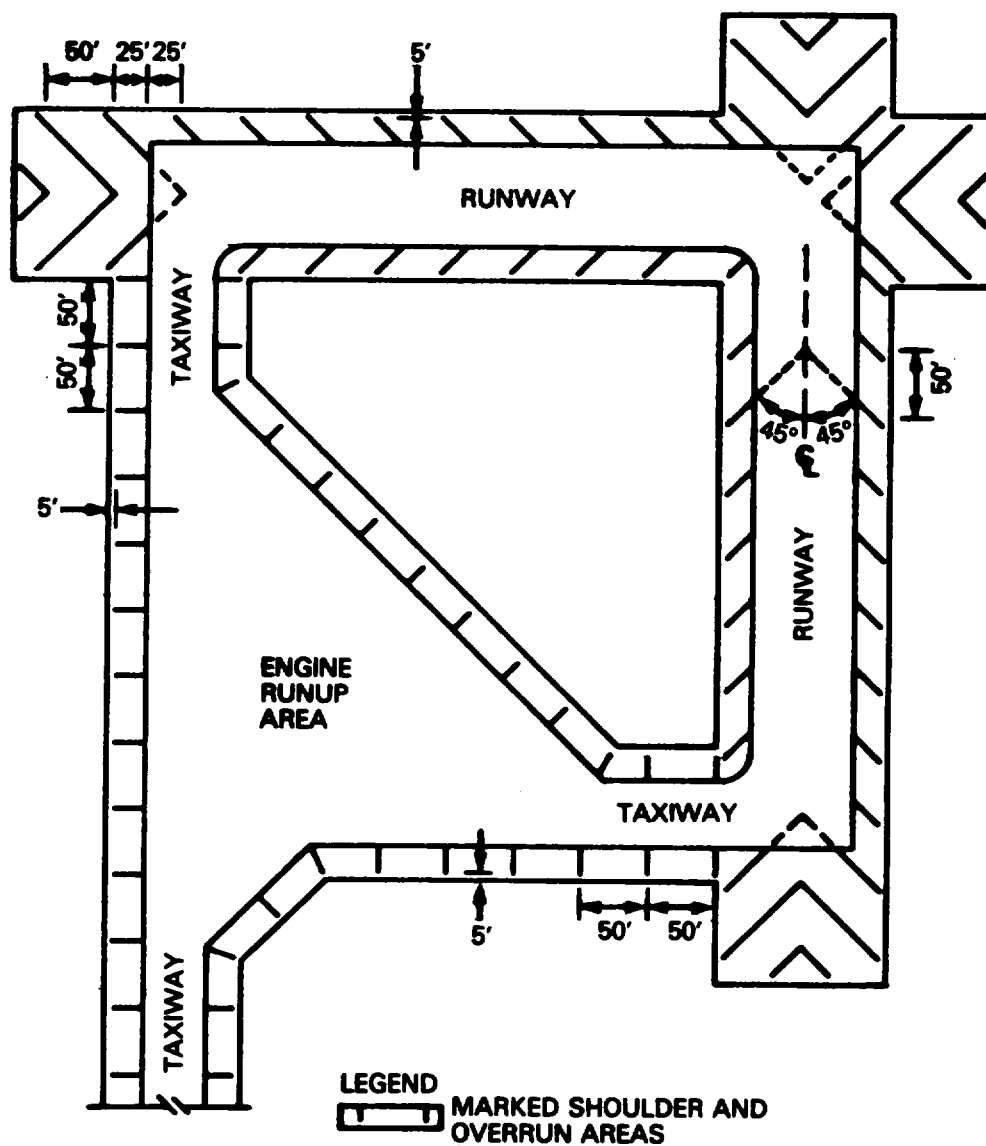 50' 25' 25'
5'
RUNWAY
TAXIWAY
50'
50'
50'
45° 45°
℄
5'
RUNWAY
ENGINE
RUNUP
AREA
TAXIWAY
5'
50' 50'
TAXIWAY
LEGEND
MARKED SHOULDER AND
OVERRUN AREAS